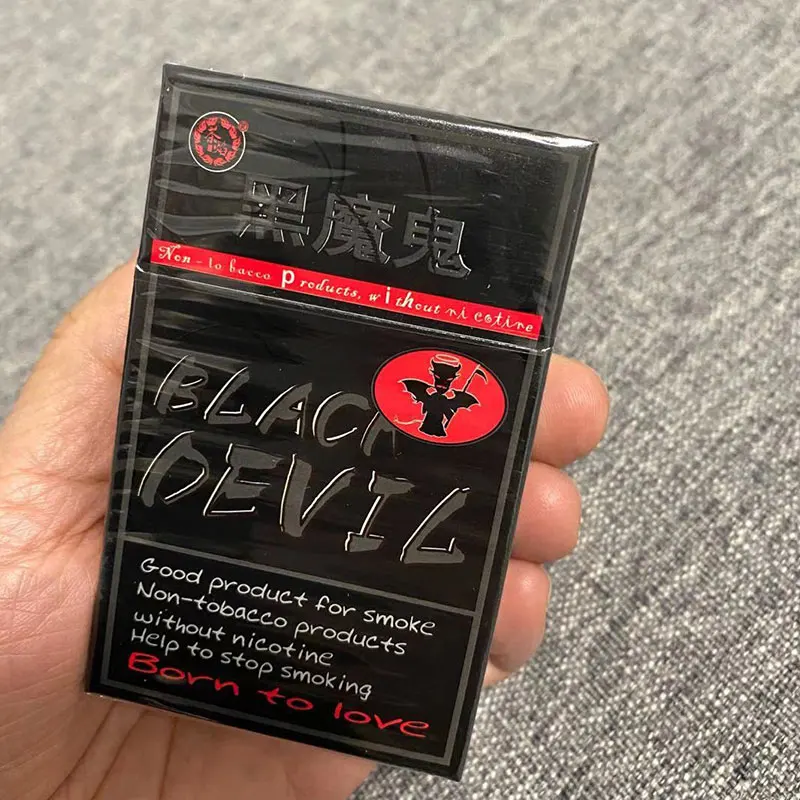 黑魔鬼
Non-to bacco products, without ni cotine
BLACK
DEVIL
Good product for smoke
Non-tobacco products
without nicotine
Help to stop smoking
Born to love